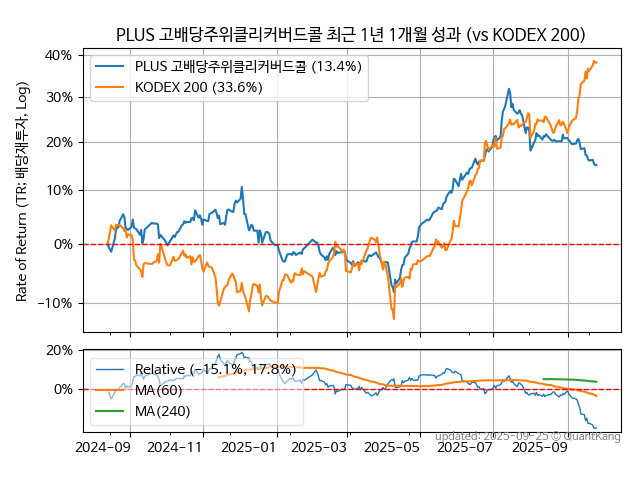 PLUS 고배당주위클리커버드콜 최근 1년 1개월 성과 (vs KODEX 200)
Rate of Return (TR: 배당재투자, Log)
40%
30%
20%
10%
0%
−10%
PLUS 고배당주위클리커버드콜 (13.4%)
KODEX 200 (33.6%)
20%
0%
Relative (−15.1%, 17.8%)
MA(60)
MA(240)
2024−09
2024−11
2025−01
2025−03
2025−05
2025−07
2025−09
updated: 2025−09−25 © QuantKang